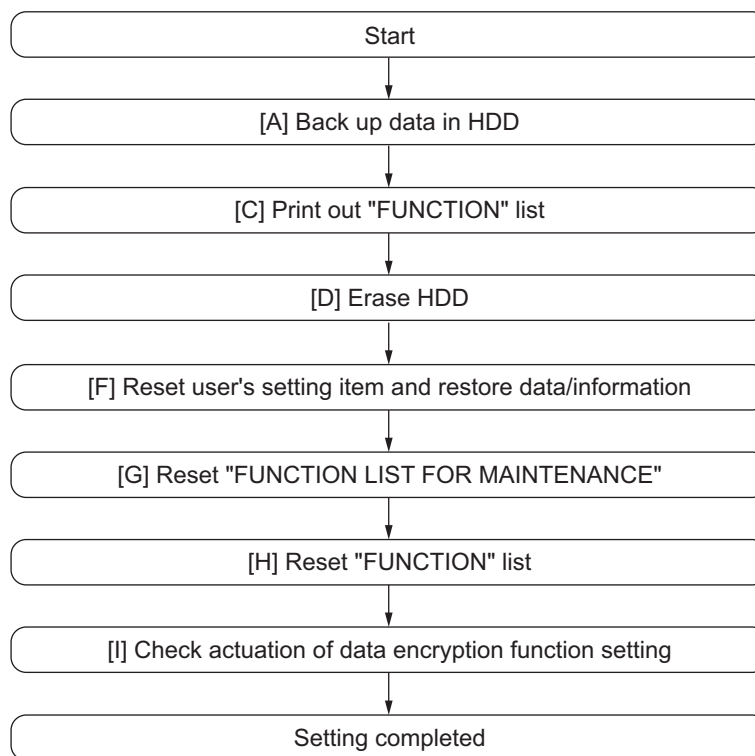 Start
[A] Back up data in HDD
[C] Print out "FUNCTION" list
[D] Erase HDD
[F] Reset user's setting item and restore data/information
[G] Reset "FUNCTION LIST FOR MAINTENANCE"
[H] Reset "FUNCTION" list
[I] Check actuation of data encryption function setting
Setting completed